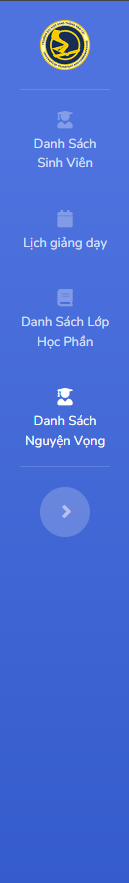 Danh Sách
Sinh Viên
Lịch giảng dạy
Danh Sách Lớp
Học Phần
Danh Sách
Nguyện Vọng